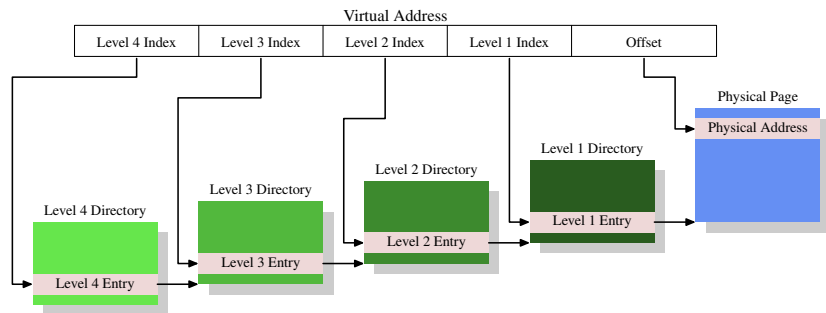 Virtual Address
Level 4 Index
Level 3 Index
Level 2 Index
Level 1 Index
Offset
Physical Page
Physical Address
Level 1 Directory
Level 1 Entry
Level 2 Directory
Level 2 Entry
Level 3 Directory
Level 3 Entry
Level 4 Directory
Level 4 Entry